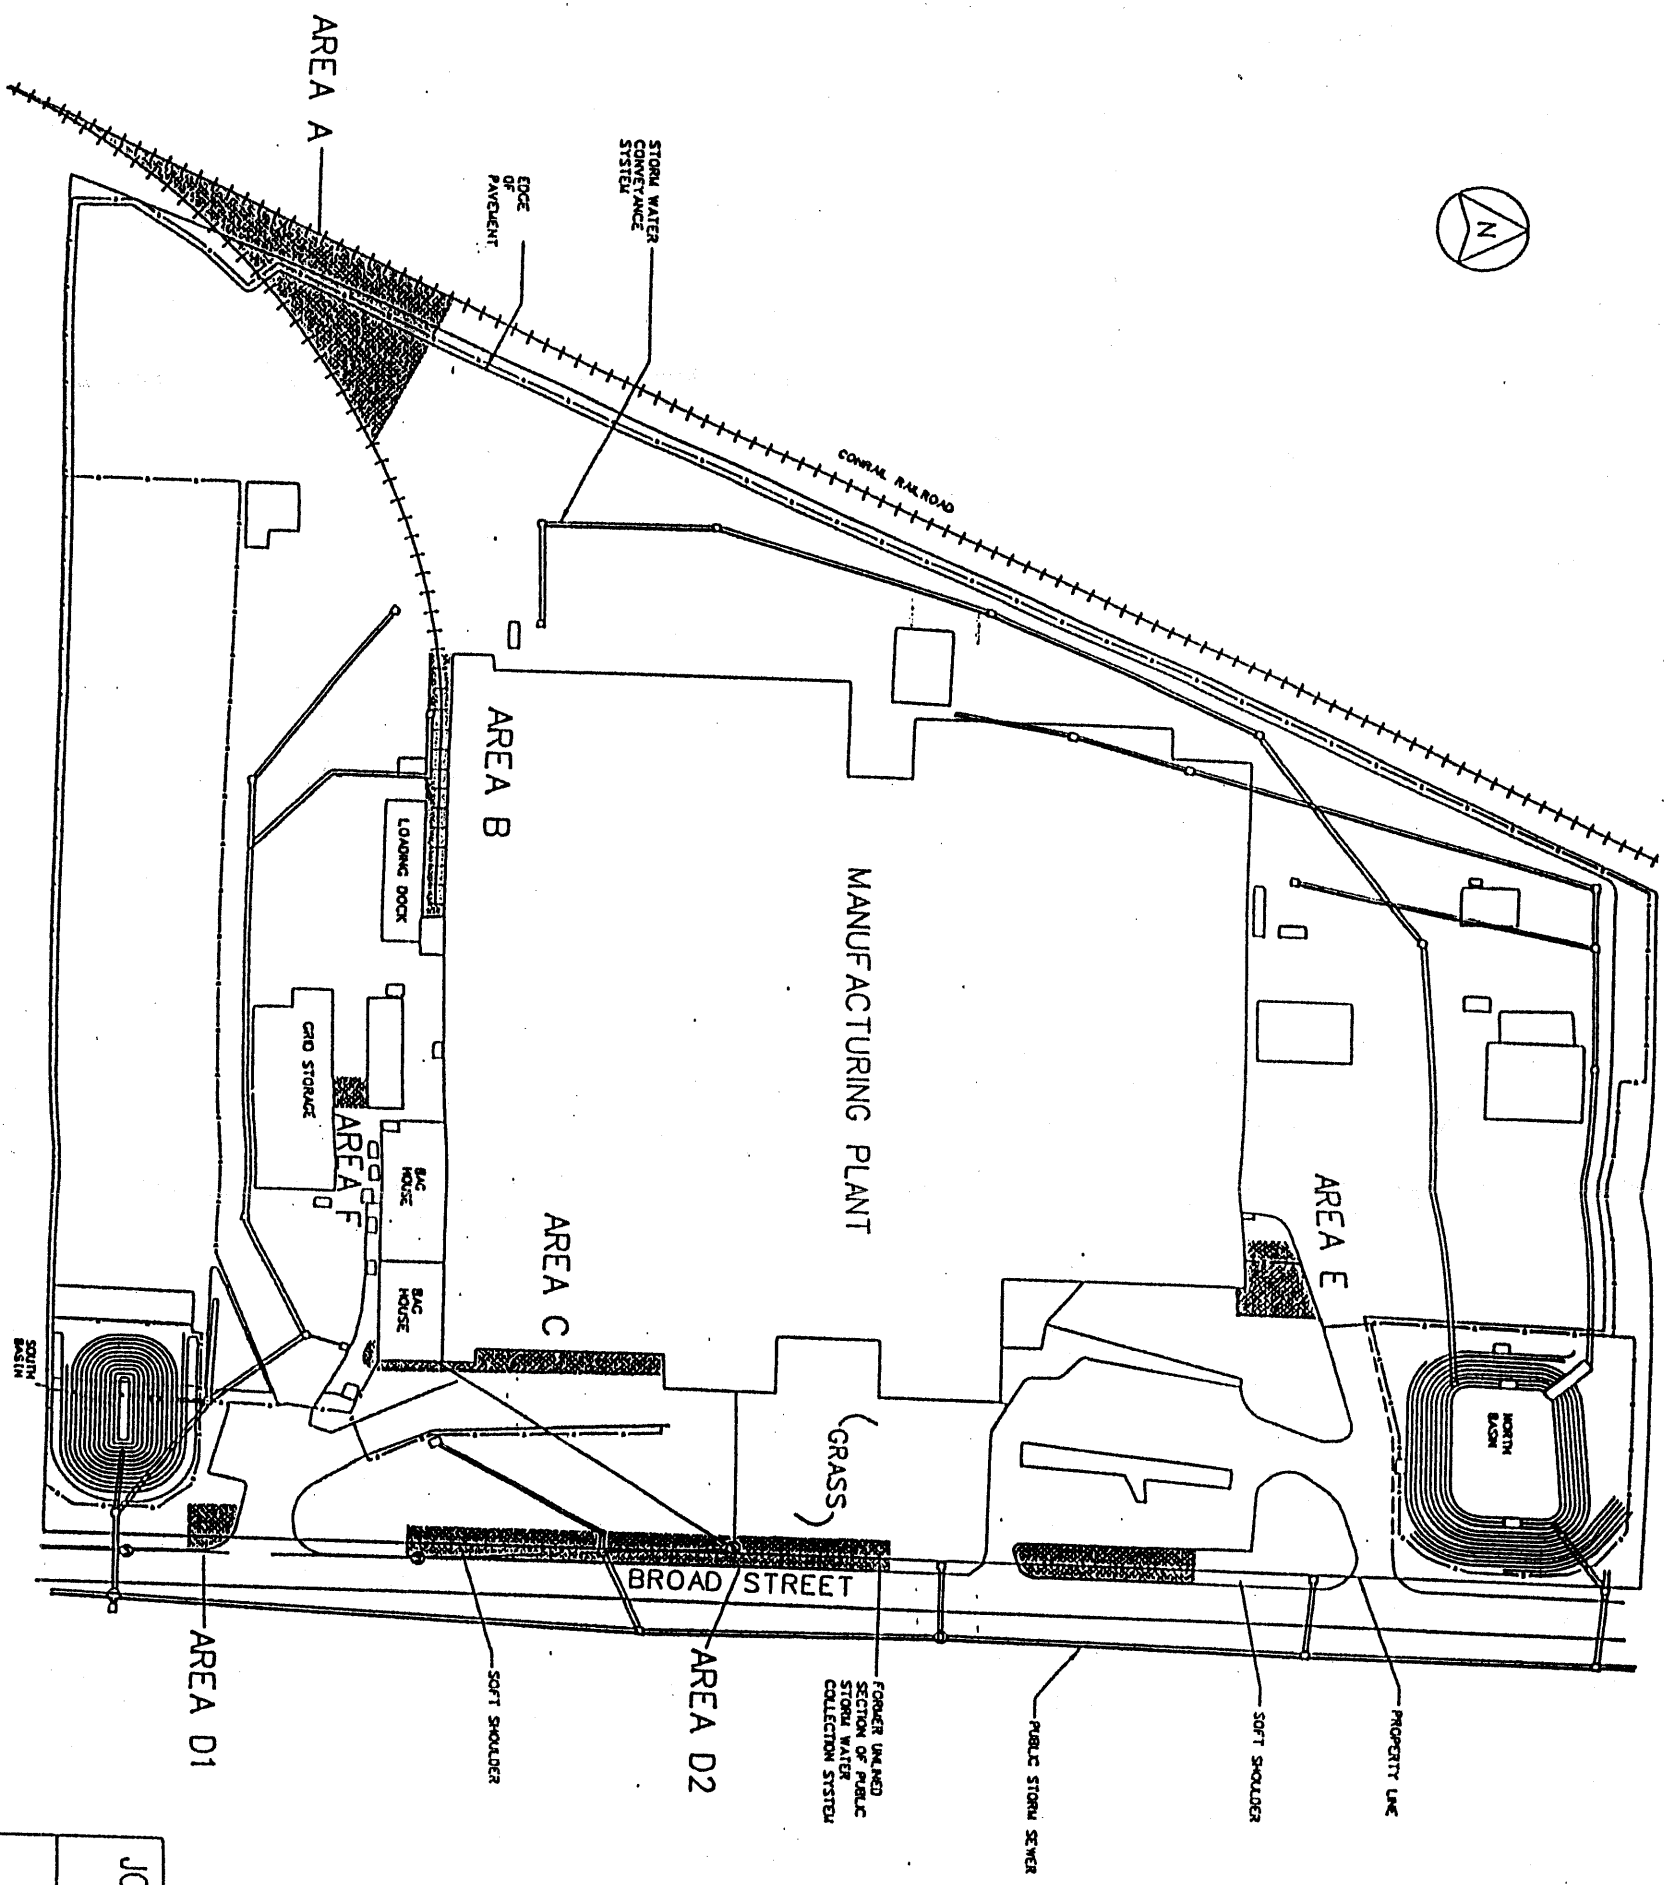 AREA A
STORM WATER
CONVEYANCE
SYSTEM
EDGE
OF
PAVEMENT
N
CONRAIL RAILROAD
AREA B
LOADING DOCK
MANUFACTURING PLANT
GRID STORAGE
AREA F
BAG
HOUSE
BAG
HOUSE
AREA C
AREA E
NORTH
BASIN
SOUTH
BASIN
(GRASS)
BROAD STREET
AREA D1
SOFT SHOULDER
AREA D2
FORMER UNLINED
SECTION OF PUBLIC
STORM WATER
COLLECTION SYSTEM
PUBLIC STORM SEWER
SOFT SHOULDER
PROPERTY LINE